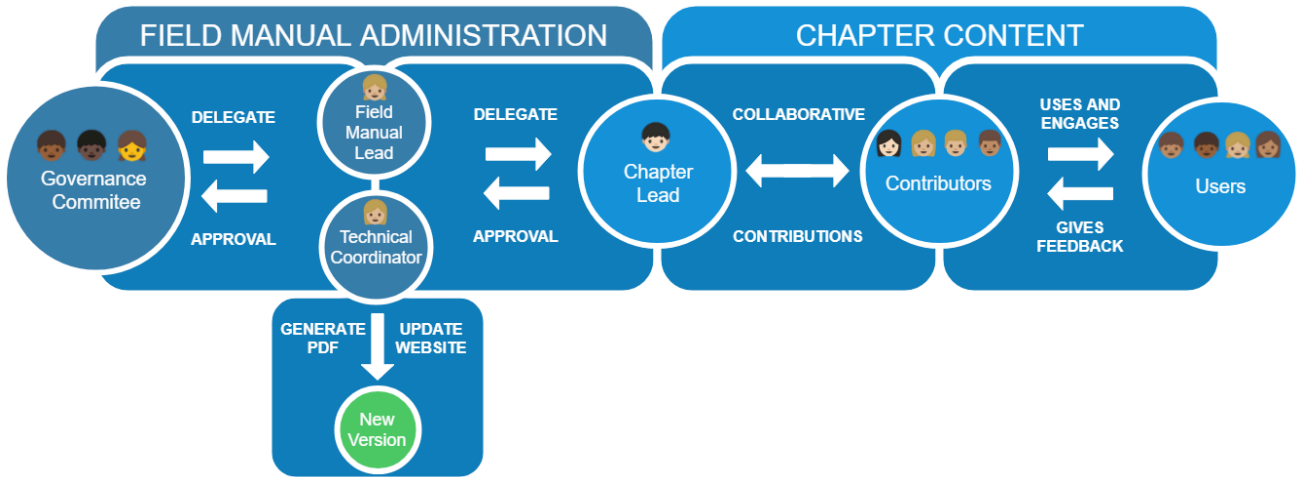 FIELD MANUAL ADMINISTRATION
CHAPTER CONTENT
Governance
Commitee
DELEGATE
APPROVAL
Field
Manual
Lead
Technical
Coordinator
DELEGATE
APPROVAL
Chapter
Lead
COLLABORATIVE
CONTRIBUTIONS
Contributors
USES AND
ENGAGES
GIVES
FEEDBACK
Users
GENERATE
PDF
UPDATE
WEBSITE
New
Version